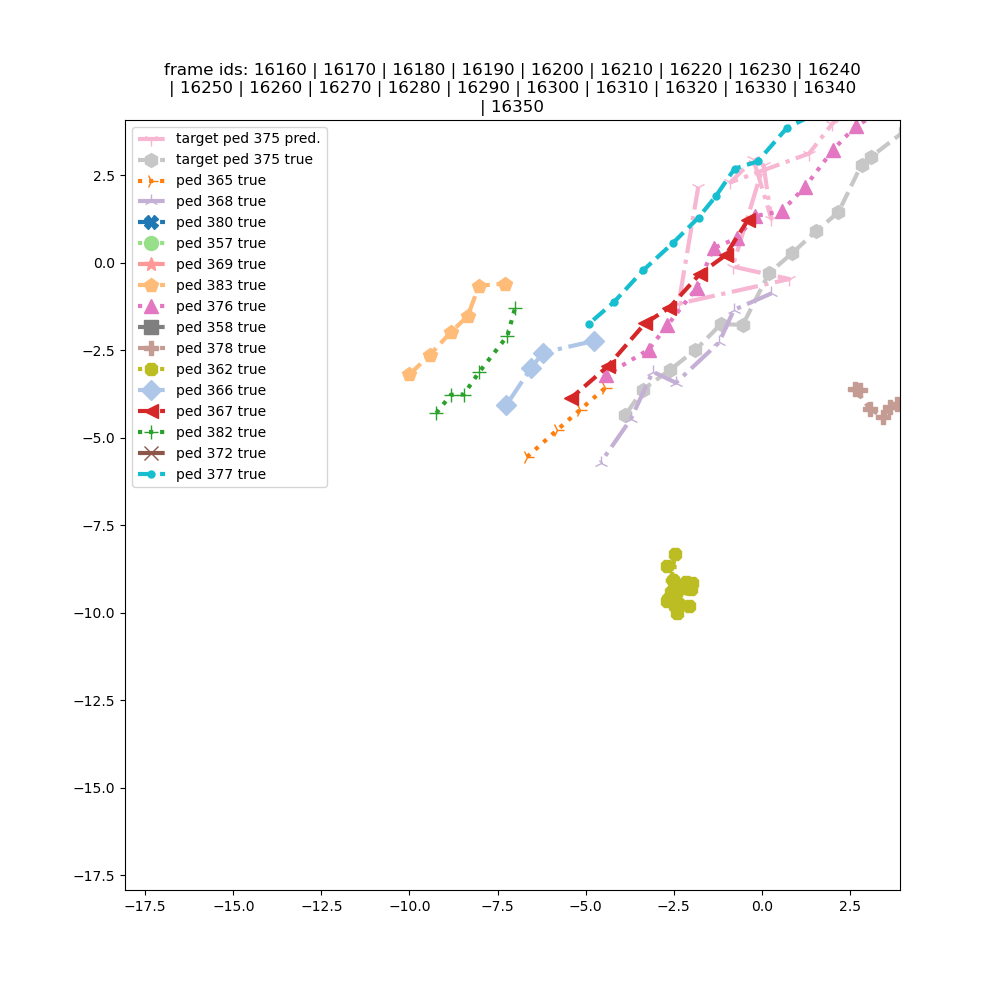 frame ids: 16160 | 16170 | 16180 | 16190 | 16200 | 16210 | 16220 | 16230 | 16240
| 16250 | 16260 | 16270 | 16280 | 16290 | 16300 | 16310 | 16320 | 16330 | 16340
| 16350
target ped 375 pred.
target ped 375 true
ped 365 true
ped 368 true
ped 380 true
ped 357 true
ped 369 true
ped 383 true
ped 376 true
ped 358 true
ped 378 true
ped 362 true
ped 366 true
ped 367 true
ped 382 true
ped 372 true
ped 377 true
2.5
0.0
−2.5
−5.0
−7.5
−10.0
−12.5
−15.0
−17.5
−17.5 −15.0 −12.5 −10.0 −7.5 −5.0 −2.5 0.0 2.5